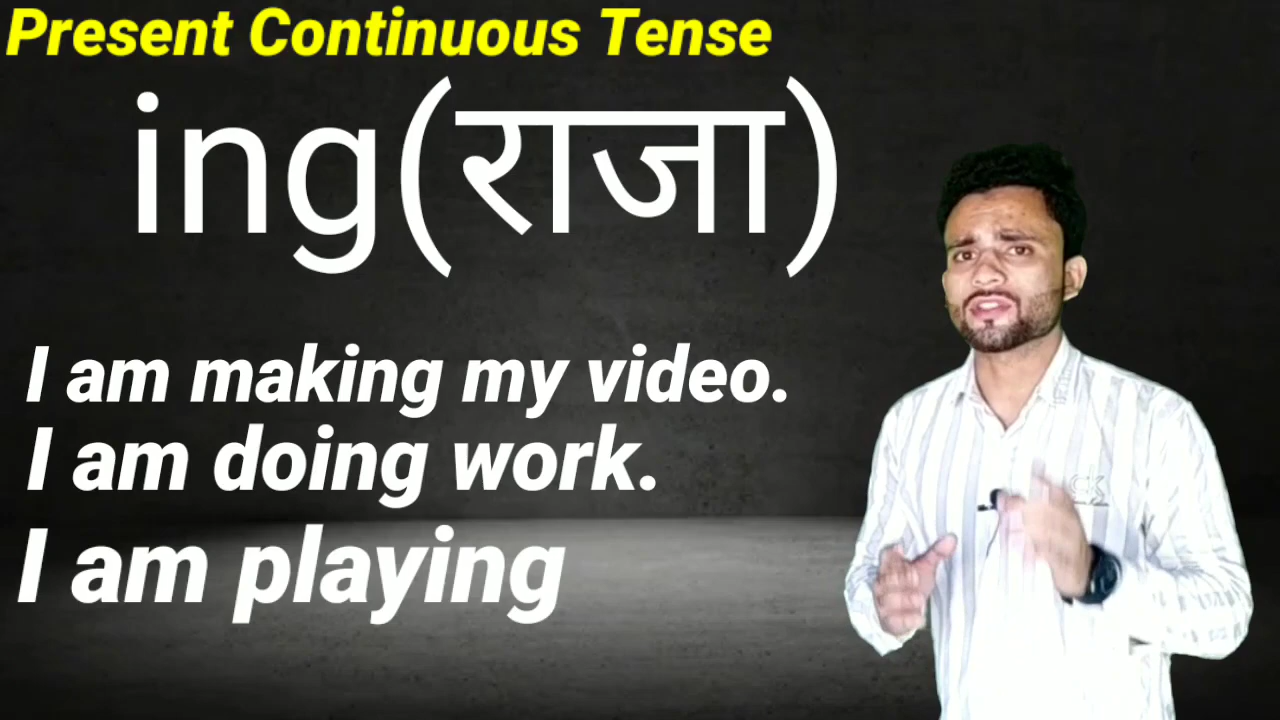 Present Continuous Tense
ing(राजा)
I am making my video.
I am doing work.
I am playing